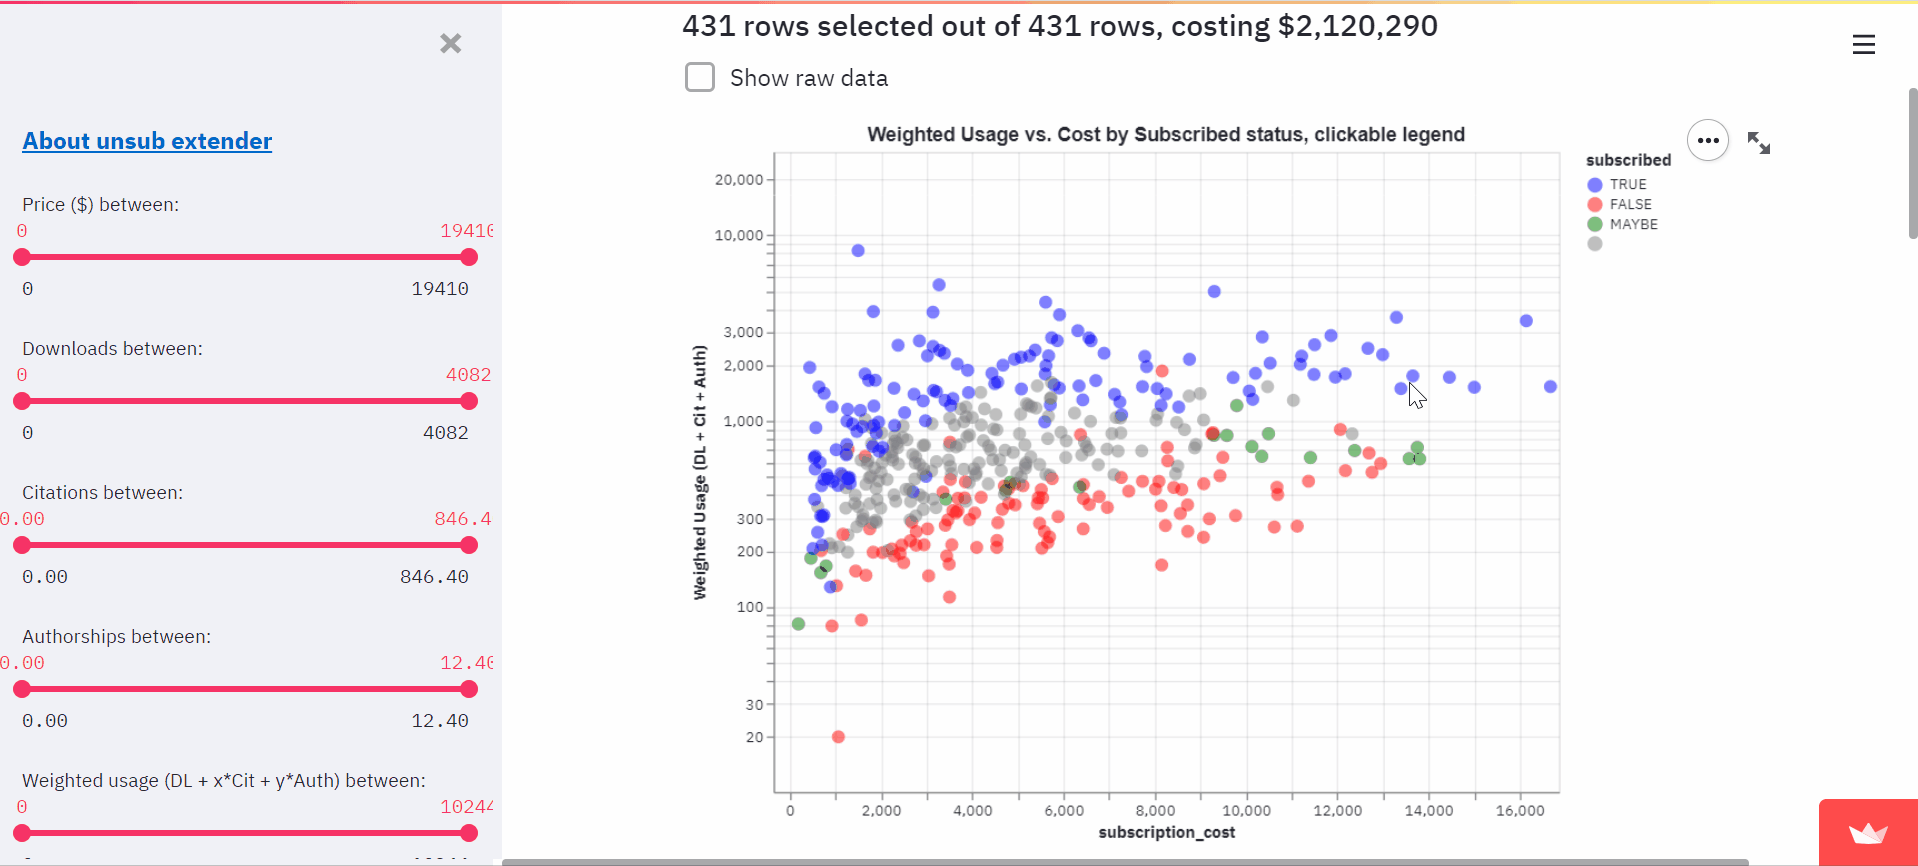 431 rows selected out of 431 rows, costing $2,120,290
Show raw data
About unsub extender
Price ($) between:
0 19410
0 19410
Downloads between:
0 4082
0 4082
Citations between:
0.00 846.4
0.00 846.40
Authorships between:
0.00 12.40
0.00 12.40
Weighted usage (DL + x*Cit + y*Auth) between:
0 10244
Weighted Usage vs. Cost by Subscribed status, clickable legend
subscribed
TRUE
FALSE
MAYBE
Weighted Usage (DL + Cit + Auth)
20,000
10,000
3,000
2,000
1,000
300
200
100
30
20
0 2,000 4,000 6,000 8,000 10,000 12,000 14,000 16,000
subscription_cost